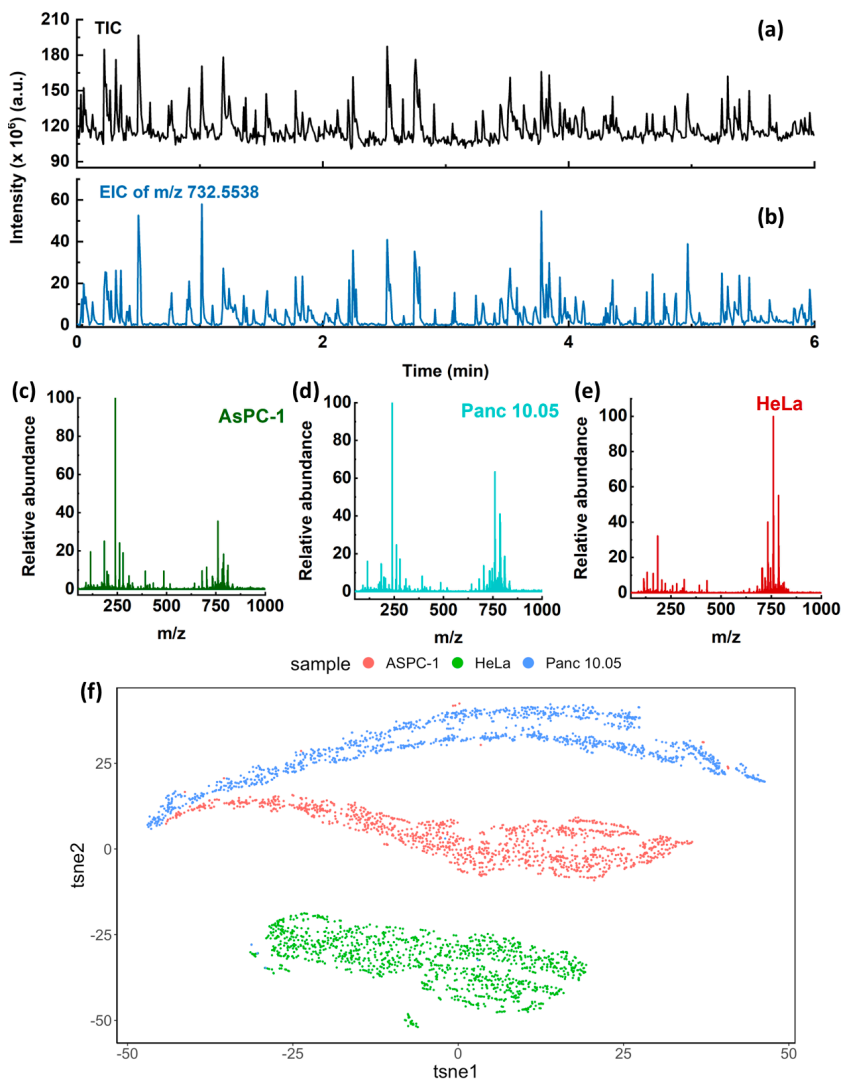 TIC
(a)
210
180
150
120
90
Intensity (x 10⁶) (a.u.)
EIC of m/z 732.5538
(b)
60
40
20
0
0 2 4 6
Time (min)
(c)
AsPC-1
Relative abundance
100
80
60
40
20
0
250 500 750 1000
m/z
(d)
Panc 10.05
Relative abundance
100
80
60
40
20
0
250 500 750 1000
m/z
(e)
HeLa
Relative abundance
100
80
60
40
20
0
250 500 750 1000
m/z
sample ASPC-1 HeLa Panc 10.05
(f)
tsne2
25
0
-25
-50
-50 -25 0 25 50
tsne1